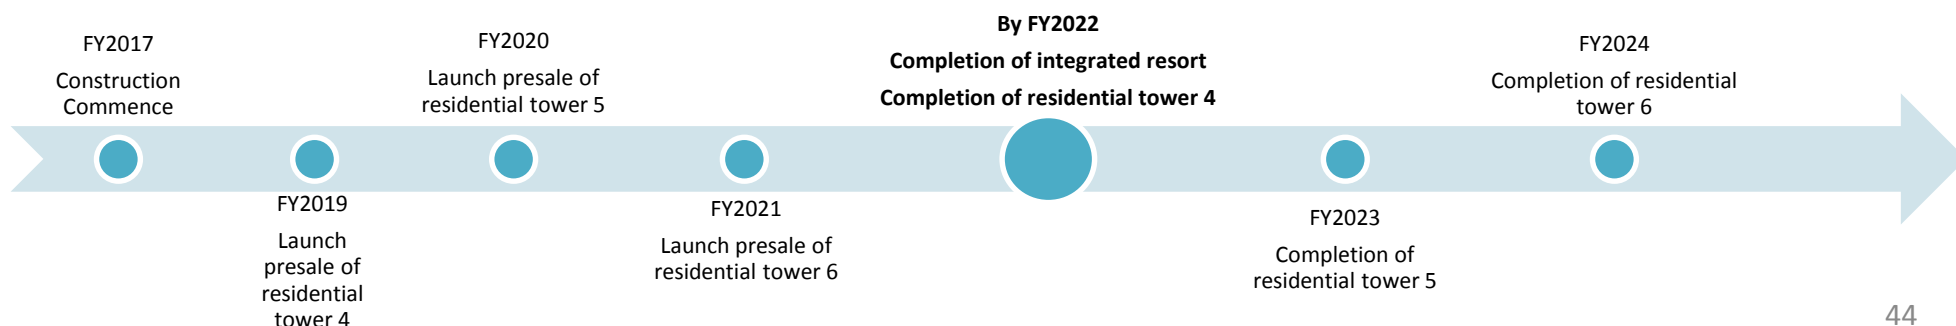 FY2017
Construction
Commence
FY2019
Launch
presale of
residential
tower 4
FY2020
Launch presale of
residential tower 5
FY2021
Launch presale of
residential tower 6
By FY2022
Completion of integrated resort
Completion of residential tower 4
FY2023
Completion of
residential tower 5
FY2024
Completion of residential
tower 6
44